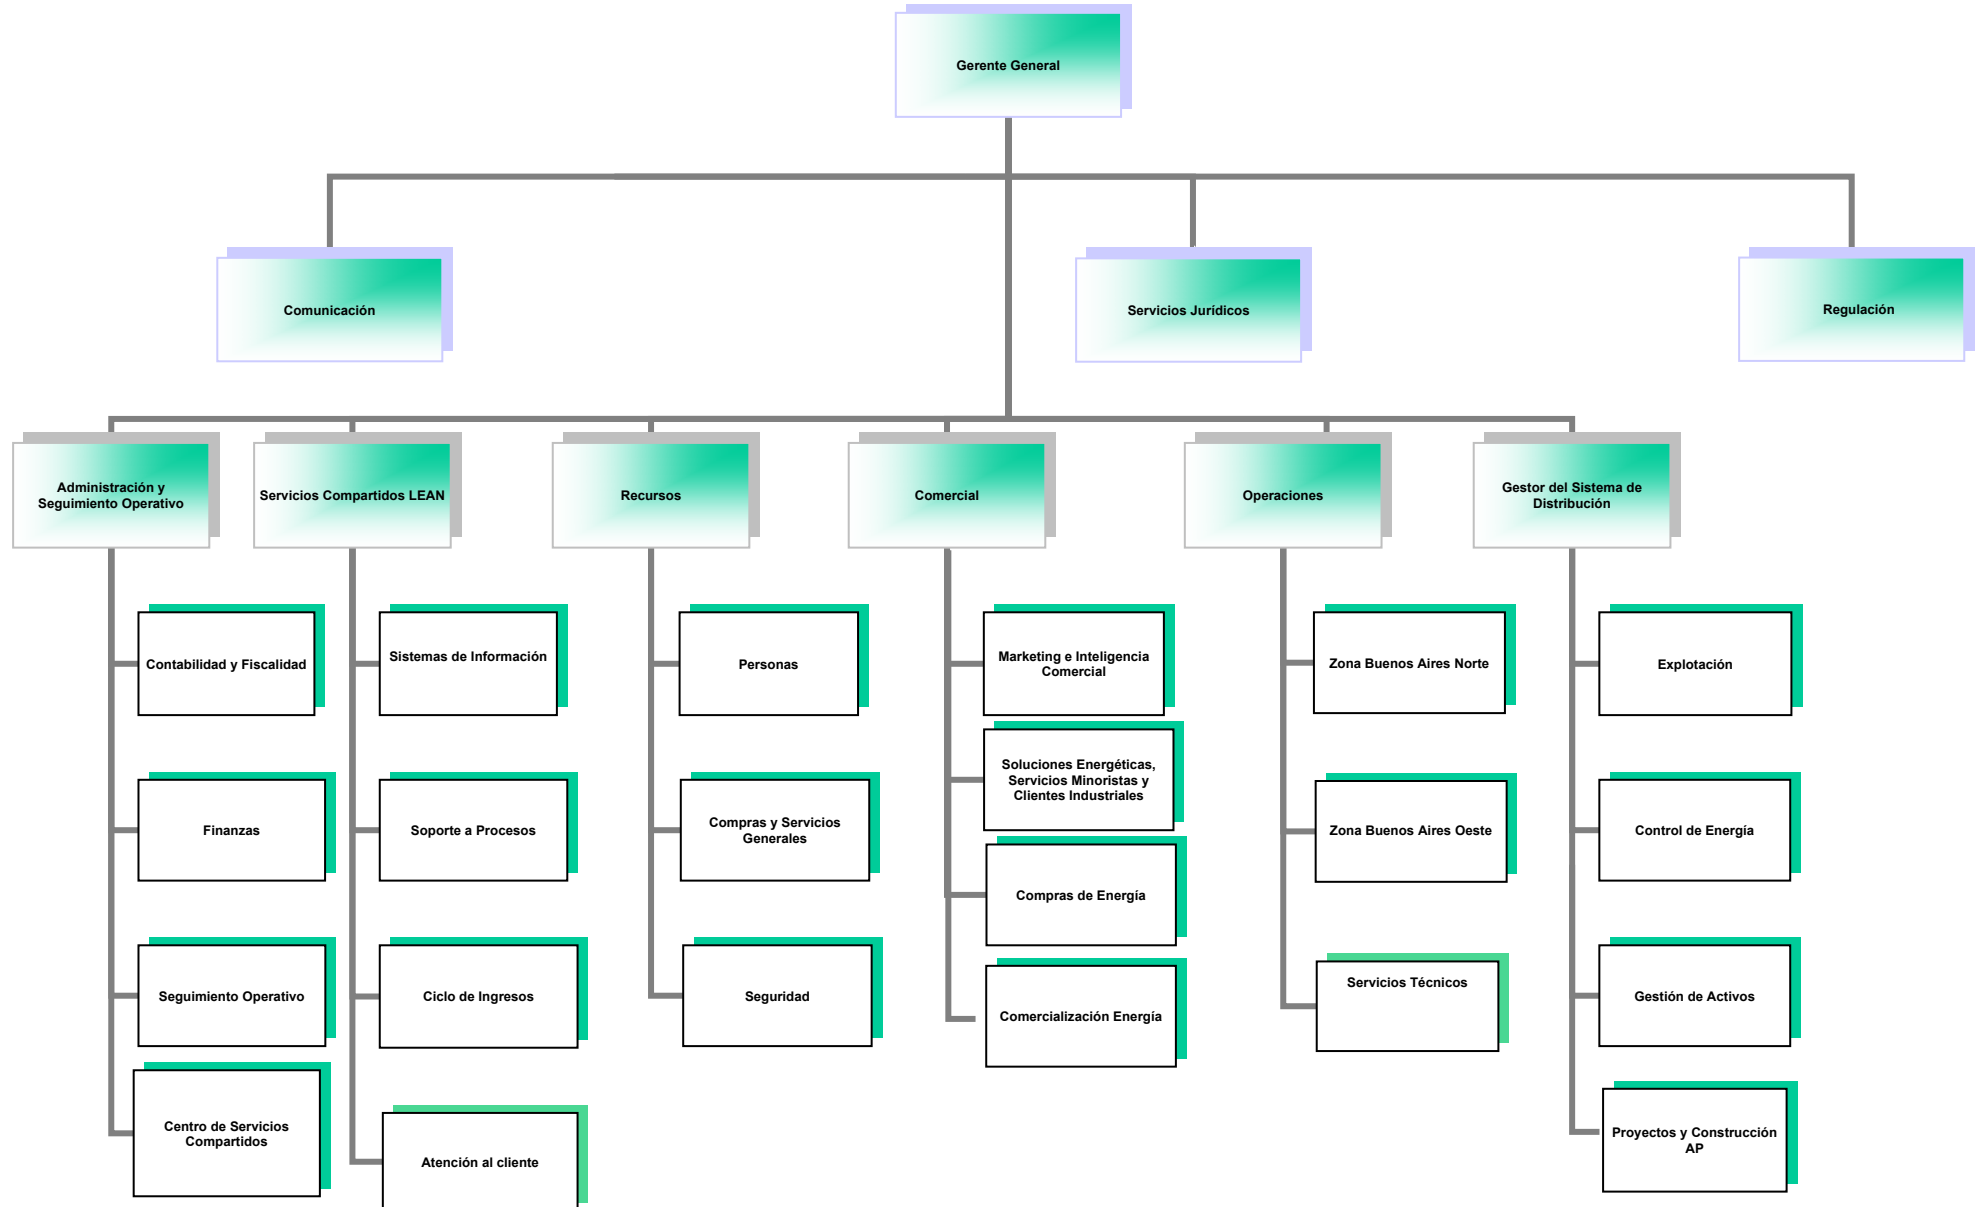 Gerente General
Comunicación
Servicios Jurídicos
Regulación
Administración y
Seguimiento Operativo
Servicios Compartidos LEAN
Recursos
Comercial
Operaciones
Gestor del Sistema de
Distribución
Contabilidad y Fiscalidad
Sistemas de Información
Personas
Marketing e Inteligencia
Comercial
Zona Buenos Aires Norte
Explotación
Finanzas
Soporte a Procesos
Compras y Servicios
Generales
Soluciones Energéticas,
Servicios Minoristas y
Clientes Industriales
Zona Buenos Aires Oeste
Control de Energía
Compras de Energía
Seguimiento Operativo
Ciclo de Ingresos
Seguridad
Comercialización Energía
Servicios Técnicos
Gestión de Activos
Centro de Servicios
Compartidos
Atención al cliente
Proyectos y Construcción
AP